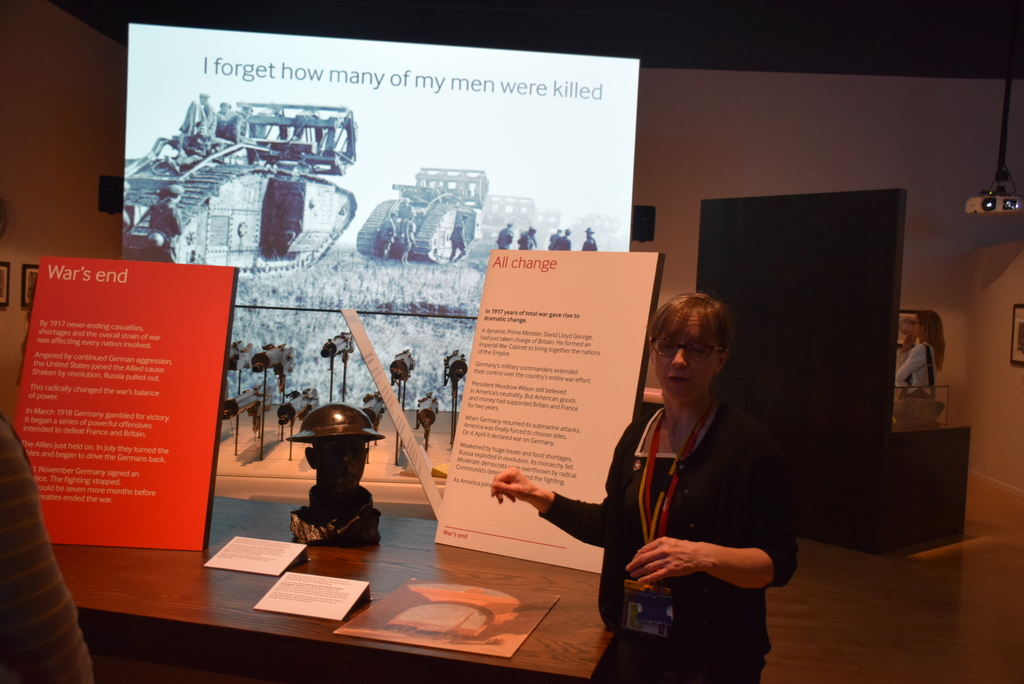 I forget how many of my men were killed
War's end
By 1917 never-ending casualties,
shortages and the overall strain of war
was affecting every nation involved.
Angered by continued German aggression,
the United States joined the Allied cause.
Shaken by revolution, Russia pulled out.
This radically changed the war's balance
of power.
In March 1918 Germany gambled for victory.
It began a series of powerful offensives
intended to defeat France and Britain.
The Allies just held on. In July they turned the
and began to drive the Germans back.
November Germany signed an
The fighting stopped.
would be seven more months before
treaties ended the war.
All change
In 1917 years of total war gave rise to
dramatic change.
A dynamic Prime Minister, David Lloyd George,
had just taken charge of Britain. He formed an
Imperial War Cabinet to bring together the nations
of the Empire.
Germany's military commanders extended
their control over the country's entire war effort.
President Woodrow Wilson still believed
in America's neutrality. But American goods
and money had supported Britain and France
for two years.
When Germany resumed its submarine attacks,
America was finally forced to choose sides.
On 6 April it declared war on Germany.
Weakened by huge losses and food shortages,
Russia exploded in revolution. Its monarchy fell.
Moderate were overthrown by radical
Communists the fighting.
As America
War's end